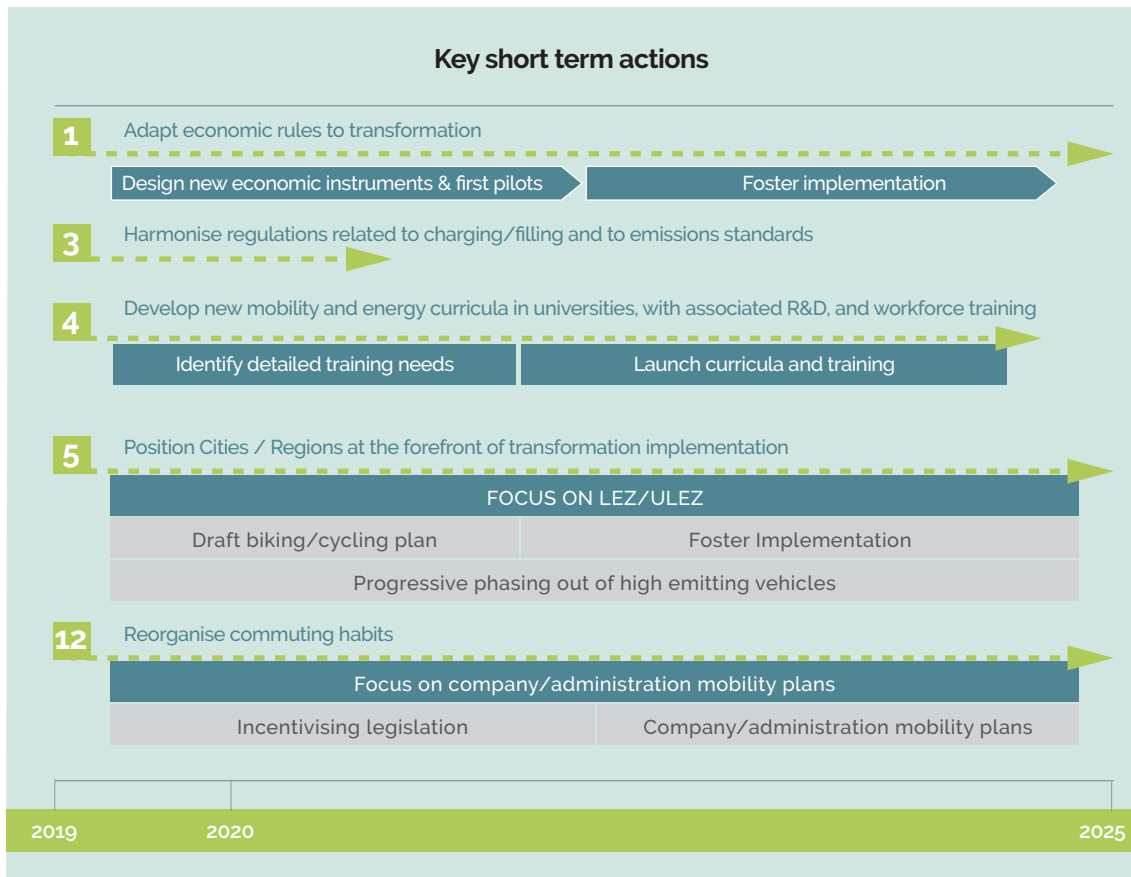 Key short term actions
1 Adapt economic rules to transformation
Design new economic instruments & first pilots Foster implementation
3 Harmonise regulations related to charging/filling and to emissions standards
4 Develop new mobility and energy curricula in universities, with associated R&D, and workforce training
Identify detailed training needs Launch curricula and training
5 Position Cities / Regions at the forefront of transformation implementation
FOCUS ON LEZ/ULEZ
Draft biking/cycling plan Foster Implementation
Progressive phasing out of high emitting vehicles
12 Reorganise commuting habits
Focus on company/administration mobility plans
Incentivising legislation Company/administration mobility plans
2019 2020 2025